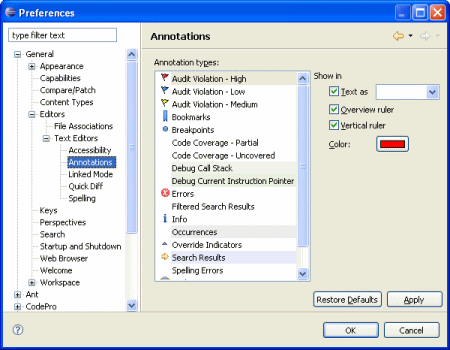 Preferences
type filter text
General
Appearance
Capabilities
Compare/Patch
Content Types
Editors
File Associations
Text Editors
Accessibility
Annotations
Linked Mode
Quick Diff
Spelling
Keys
Perspectives
Search
Startup and Shutdown
Web Browser
Welcome
Workspace
Ant
CodePro
Annotations
Annotation types:
Audit Violation - High
Audit Violation - Low
Audit Violation - Medium
Bookmarks
Breakpoints
Code Coverage - Partial
Code Coverage - Uncovered
Debug Call Stack
Debug Current Instruction Pointer
Errors
Filtered Search Results
Info
Occurrences
Override Indicators
Search Results
Spelling Errors
Show in
Text as
Overview ruler
Vertical ruler
Color:
Restore Defaults
Apply
OK
Cancel